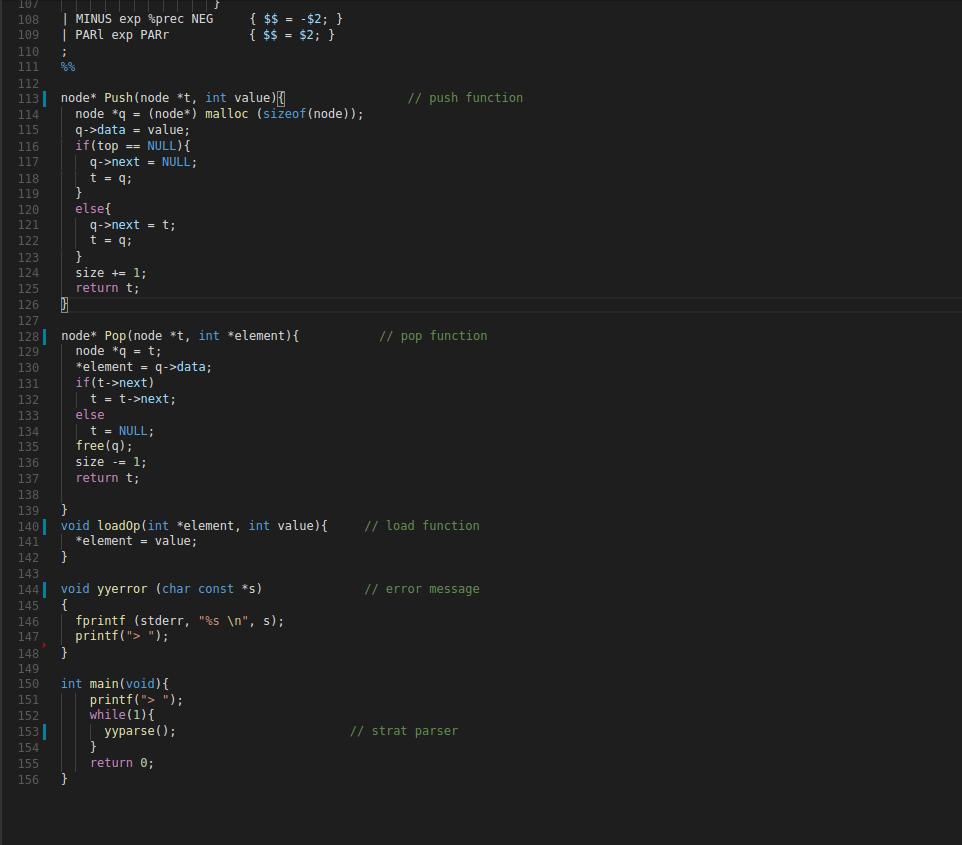 107 }
108 | MINUS exp %prec NEG { $$ = -$2; }
109 | PARl exp PARr { $$ = $2; }
110 ;
111 %%
112
113 node* Push(node *t, int value){ // push function
114 node *q = (node*) malloc (sizeof(node));
115 q->data = value;
116 if(top == NULL){
117 q->next = NULL;
118 t = q;
119 }
120 else{
121 q->next = t;
122 t = q;
123 }
124 size += 1;
125 return t;
126 }
127
128 node* Pop(node *t, int *element){ // pop function
129 node *q = t;
130 *element = q->data;
131 if(t->next)
132 t = t->next;
133 else
134 t = NULL;
135 free(q);
136 size -= 1;
137 return t;
138
139 }
140 void loadOp(int *element, int value){ // load function
141 *element = value;
142 }
143
144 void yyerror (char const *s) // error message
145 {
146 fprintf (stderr, "%s \n", s);
147 printf("> ");
148 }
149
150 int main(void){
151 printf("> ");
152 while(1){
153 yyparse(); // strat parser
154 }
155 return 0;
156 }